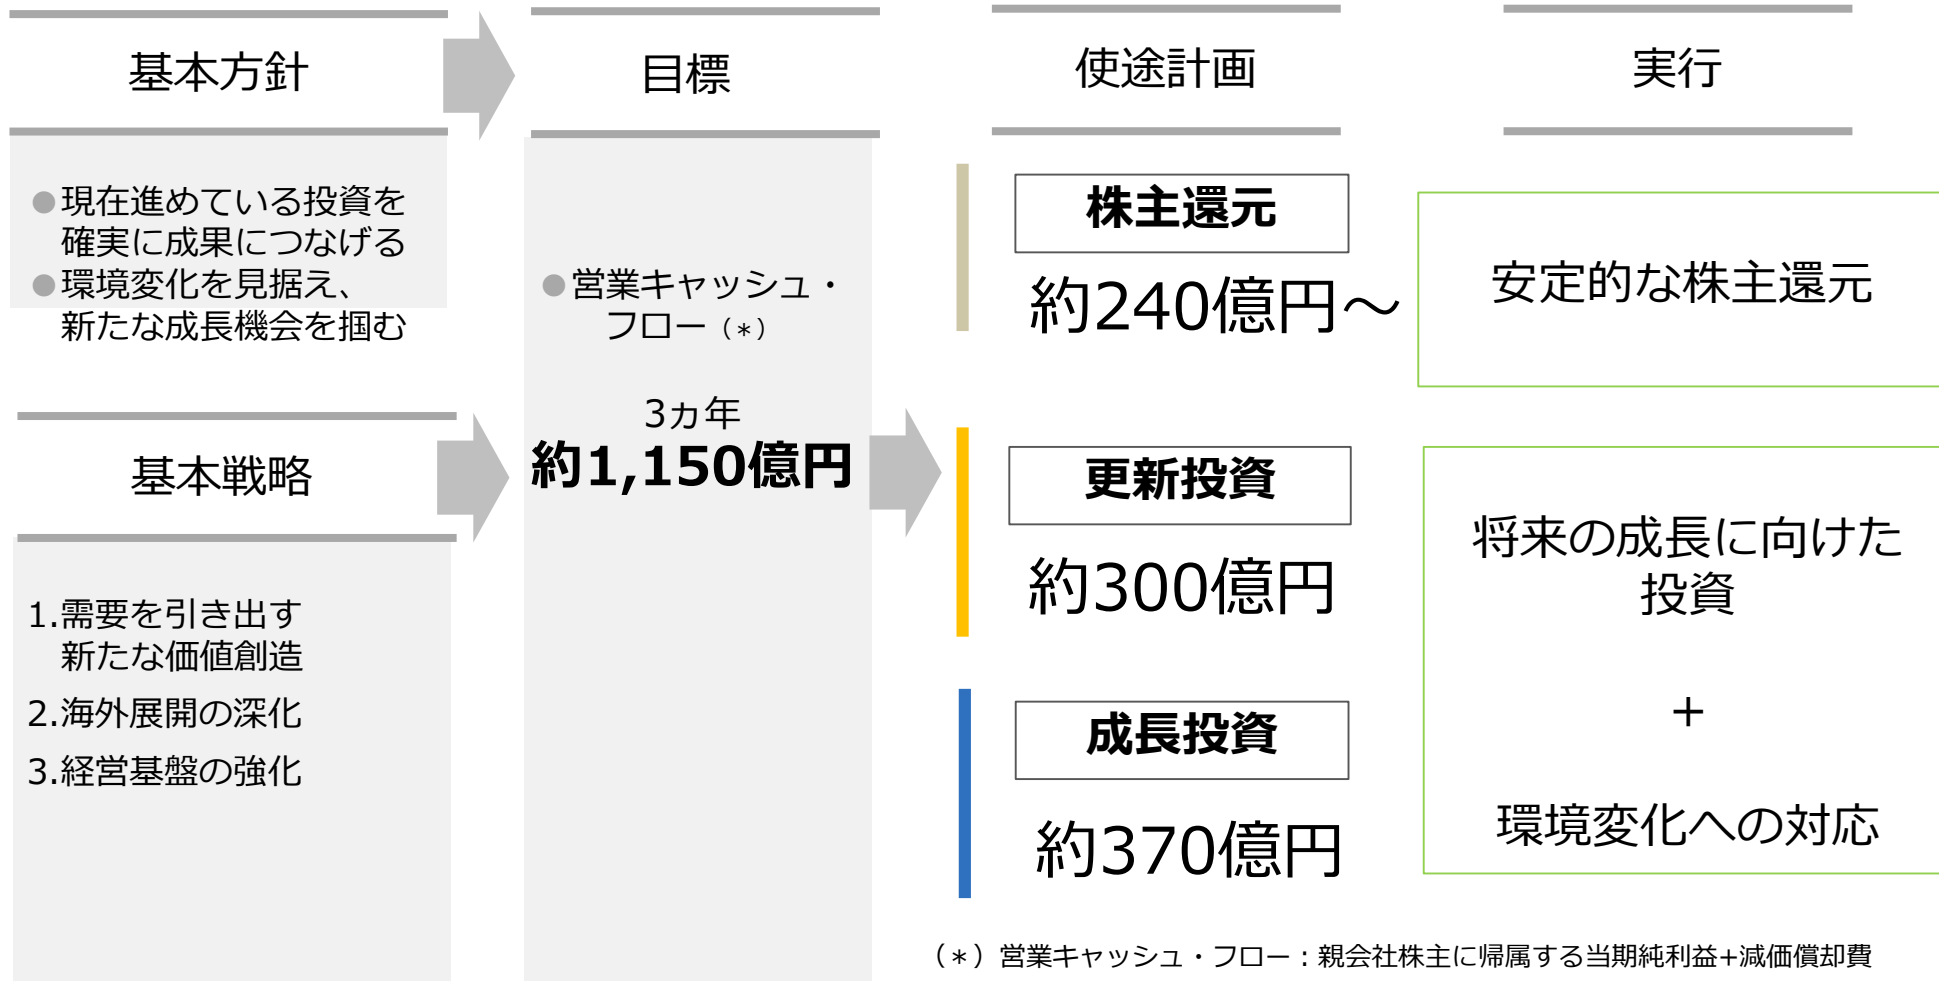 基本方針
●現在進めている投資を
確実に成果につなげる
●環境変化を見据え、
新たな成長機会を掴む
基本戦略
1.需要を引き出す
新たな価値創造
2.海外展開の深化
3.経営基盤の強化
目標
●営業キャッシュ・
フロー（*）
3ヵ年
約1,150億円
使途計画
株主還元
約240億円～
更新投資
約300億円
成長投資
約370億円
実行
安定的な株主還元
将来の成長に向けた
投資
+
環境変化への対応
（*）営業キャッシュ・フロー：親会社株主に帰属する当期純利益+減価償却費